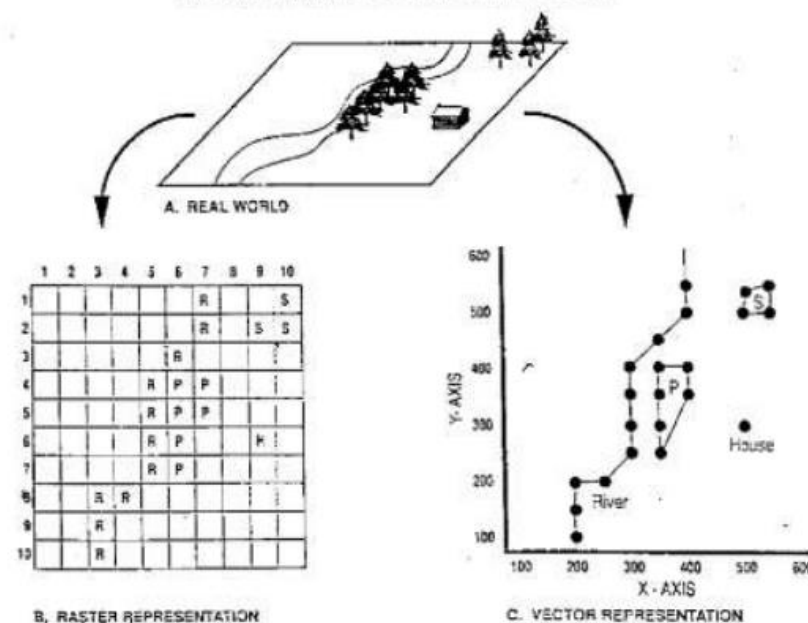 A. REAL WORLD
1 2 3 4 5 6 7 8 9 10
1 R S
2 R S S
3 R
4 R P P
5 R P P
6 R P H
7 R P
8 R R
9 R
10 R
B. RASTER REPRESENTATION
600
500
400
300
200
100
Y-AXIS
S
P
House
River
100 200 300 400 500 600
X-AXIS
C. VECTOR REPRESENTATION